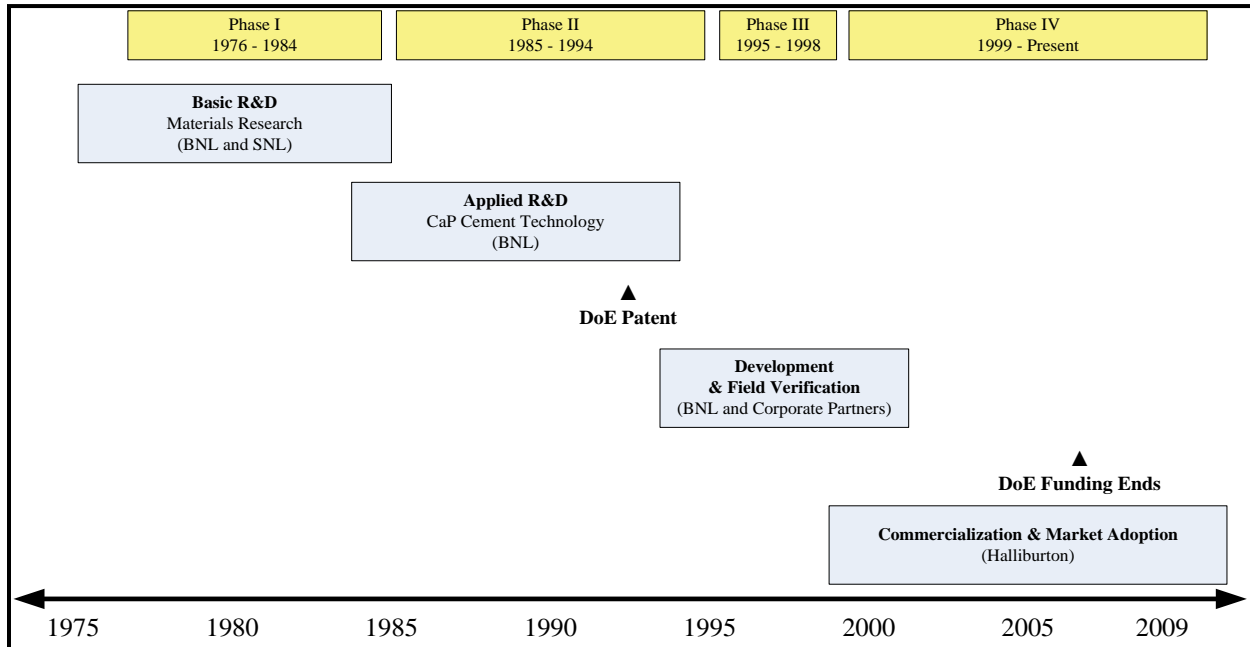 Phase I
1976 - 1984
Phase II
1985 - 1994
Phase III
1995 - 1998
Phase IV
1999 - Present
Basic R&D
Materials Research
(BNL and SNL)
Applied R&D
CaP Cement Technology
(BNL)
▲
DoE Patent
Development
& Field Verification
(BNL and Corporate Partners)
▲
DoE Funding Ends
Commercialization & Market Adoption
(Halliburton)
1975 1980 1985 1990 1995 2000 2005 2009